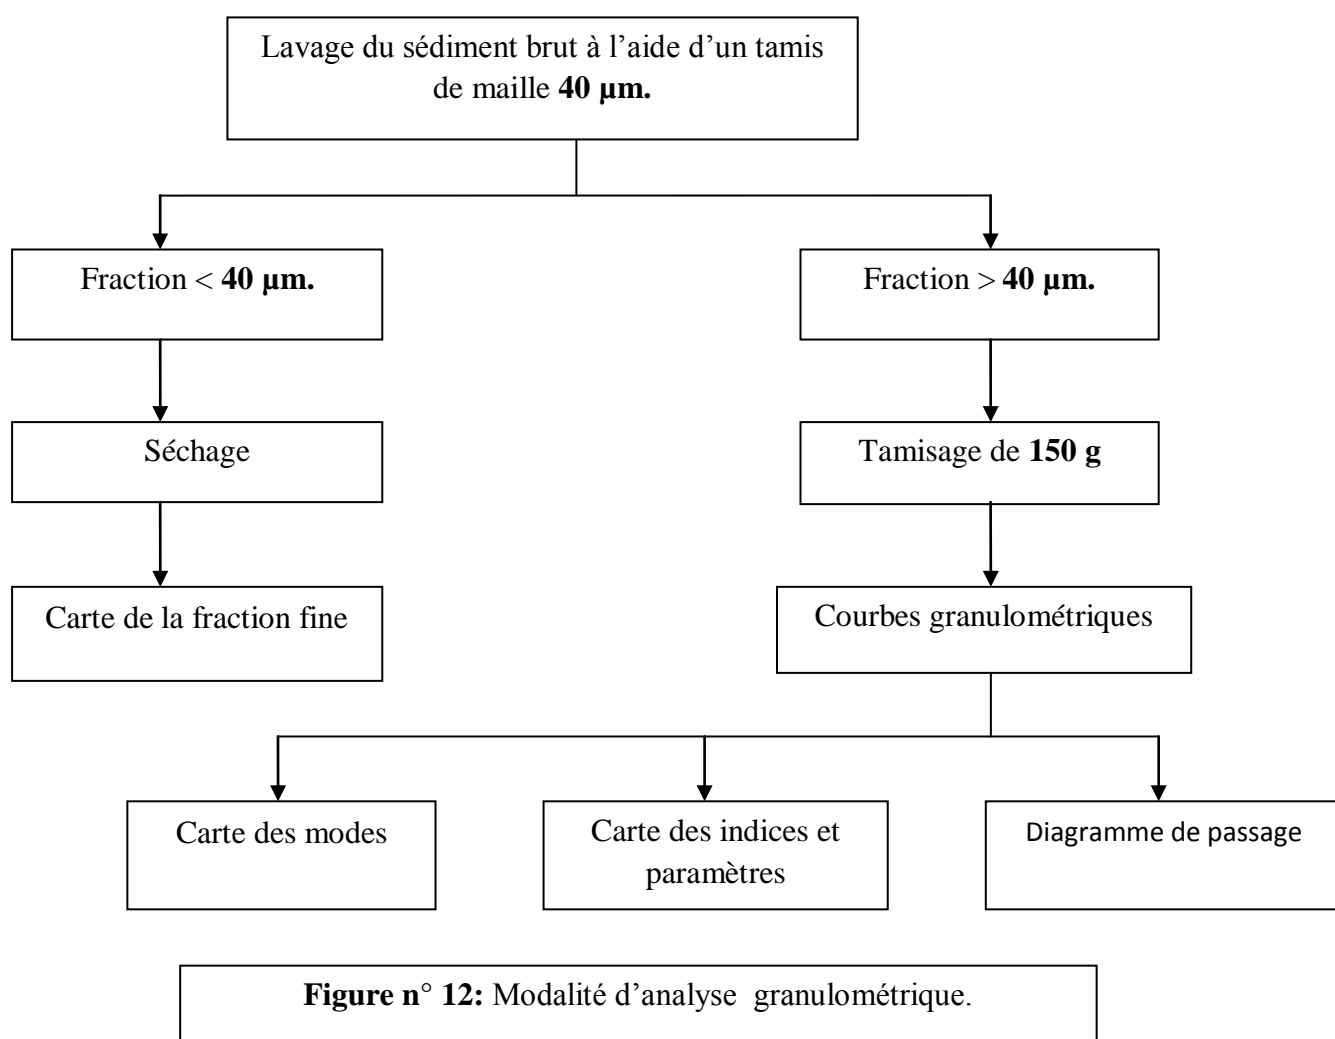 Lavage du sédiment brut à l’aide d’un tamis
de maille 40 µm.
Fraction < 40 µm.
Fraction > 40 µm.
Séchage
Tamisage de 150 g
Carte de la fraction fine
Courbes granulométriques
Carte des modes
Carte des indices et
paramètres
Diagramme de passage
Figure n° 12: Modalité d’analyse granulométrique.